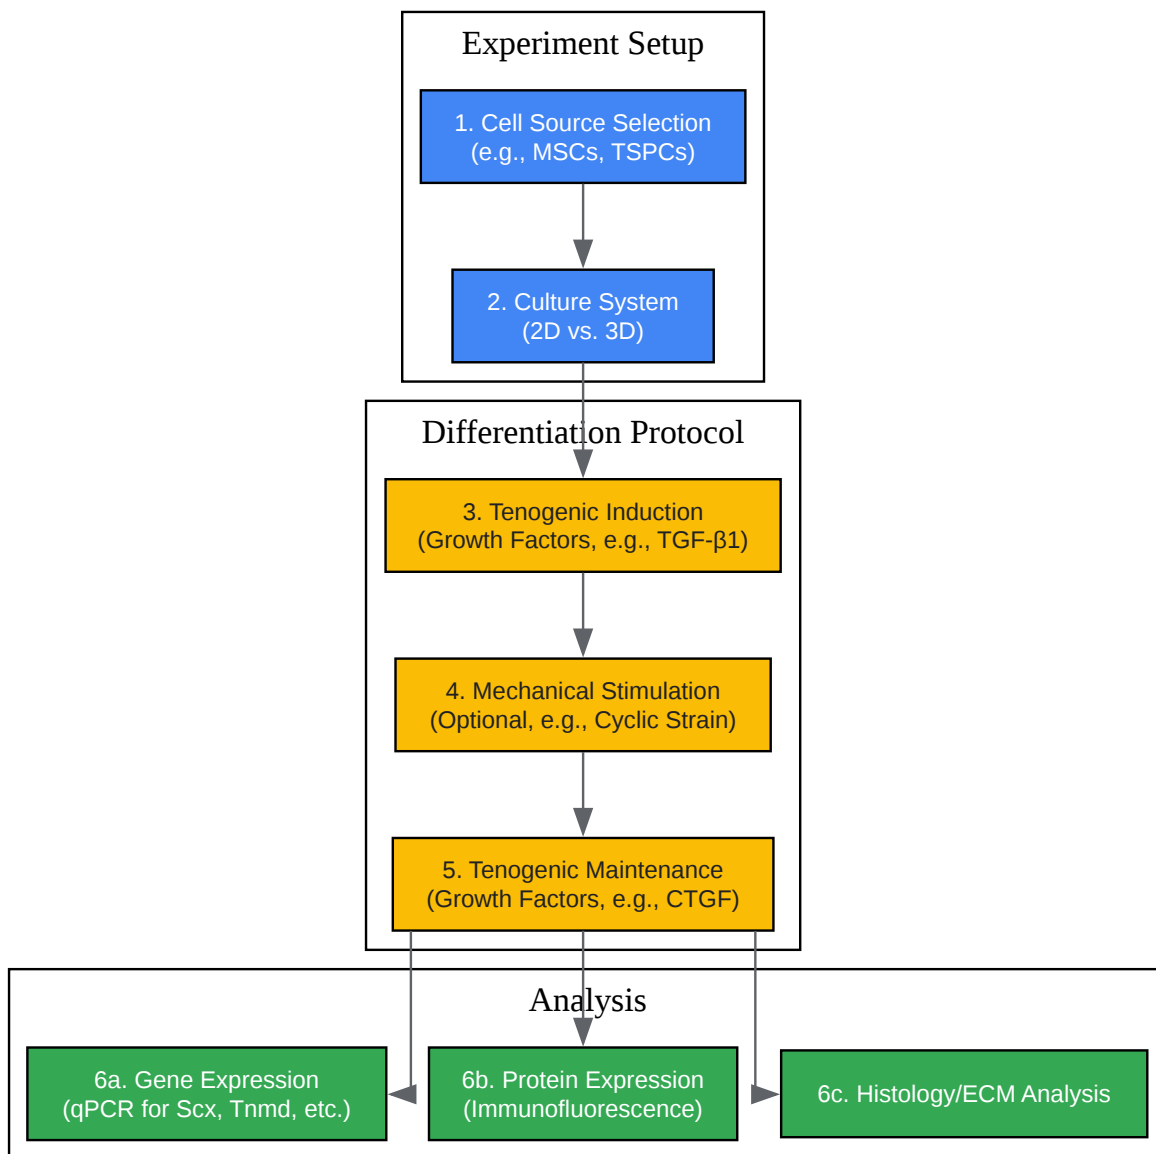 Experiment Setup
1. Cell Source Selection
(e.g., MSCs, TSPCs)
2. Culture System
(2D vs. 3D)
Differentiation Protocol
3. Tenogenic Induction
(Growth Factors, e.g., TGF-β1)
4. Mechanical Stimulation
(Optional, e.g., Cyclic Strain)
5. Tenogenic Maintenance
(Growth Factors, e.g., CTGF)
Analysis
6a. Gene Expression
(qPCR for Scx, Tnmd, etc.)
6b. Protein Expression
(Immunofluorescence)
6c. Histology/ECM Analysis